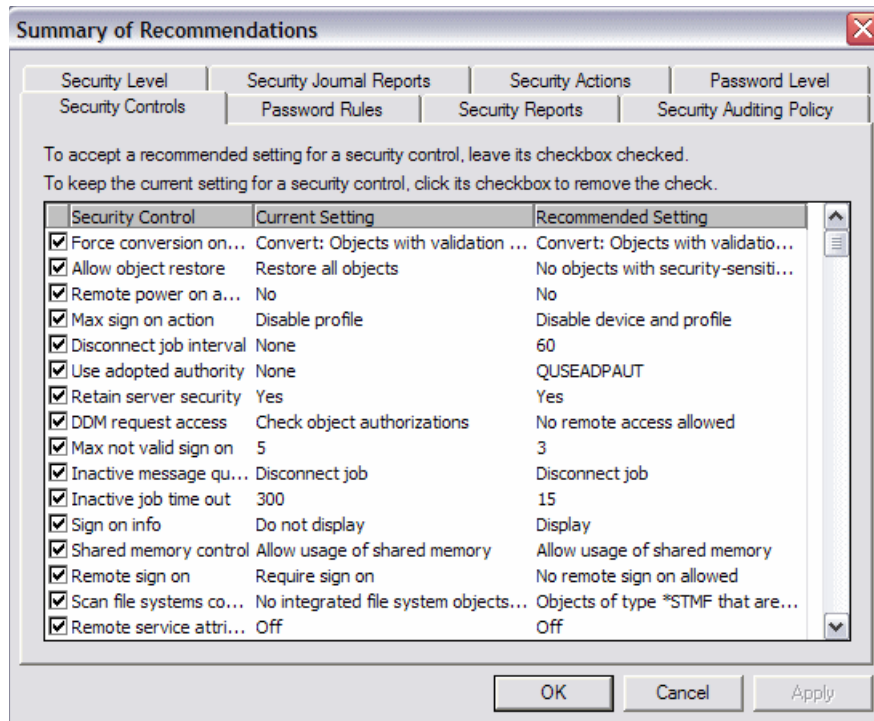 Summary of Recommendations
Security Level Security Journal Reports Security Actions Password Level
Security Controls Password Rules Security Reports Security Auditing Policy
To accept a recommended setting for a security control, leave its checkbox checked.
To keep the current setting for a security control, click its checkbox to remove the check.
Security Control Current Setting Recommended Setting
Force conversion on... Convert: Objects with validation ... Convert: Objects with validatio...
Allow object restore Restore all objects No objects with security-sensiti...
Remote power on a... No No
Max sign on action Disable profile Disable device and profile
Disconnect job interval None 60
Use adopted authority None QUSEADPAUT
Retain server security Yes Yes
DDM request access Check object authorizations No remote access allowed
Max not valid sign on 5 3
Inactive message qu... Disconnect job Disconnect job
Inactive job time out 300 15
Sign on info Do not display Display
Shared memory control Allow usage of shared memory Allow usage of shared memory
Remote sign on Require sign on No remote sign on allowed
Scan file systems co... No integrated file system objects... Objects of type *STMF that are...
Remote service attri... Off Off
OK Cancel Apply